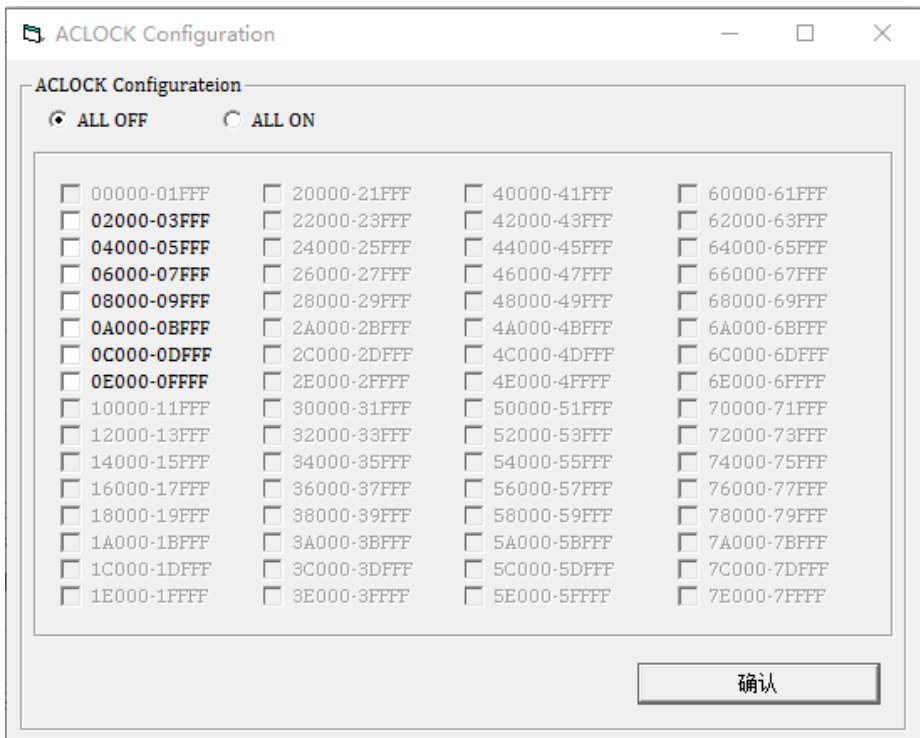 ACLOCK Configuration
ACLOCK Configurateion
ALL OFF ALL ON
00000-01FFF 20000-21FFF 40000-41FFF 60000-61FFF
02000-03FFF 22000-23FFF 42000-43FFF 62000-63FFF
04000-05FFF 24000-25FFF 44000-45FFF 64000-65FFF
06000-07FFF 26000-27FFF 46000-47FFF 66000-67FFF
08000-09FFF 28000-29FFF 48000-49FFF 68000-69FFF
0A000-0BFFF 2A000-2BFFF 4A000-4BFFF 6A000-6BFFF
0C000-0DFFF 2C000-2DFFF 4C000-4DFFF 6C000-6DFFF
0E000-0FFFF 2E000-2FFFF 4E000-4FFFF 6E000-6FFFF
10000-11FFF 30000-31FFF 50000-51FFF 70000-71FFF
12000-13FFF 32000-33FFF 52000-53FFF 72000-73FFF
14000-15FFF 34000-35FFF 54000-55FFF 74000-75FFF
16000-17FFF 36000-37FFF 56000-57FFF 76000-77FFF
18000-19FFF 38000-39FFF 58000-59FFF 78000-79FFF
1A000-1BFFF 3A000-3BFFF 5A000-5BFFF 7A000-7BFFF
1C000-1DFFF 3C000-3DFFF 5C000-5DFFF 7C000-7DFFF
1E000-1FFFF 3E000-3FFFF 5E000-5FFFF 7E000-7FFFF
确认